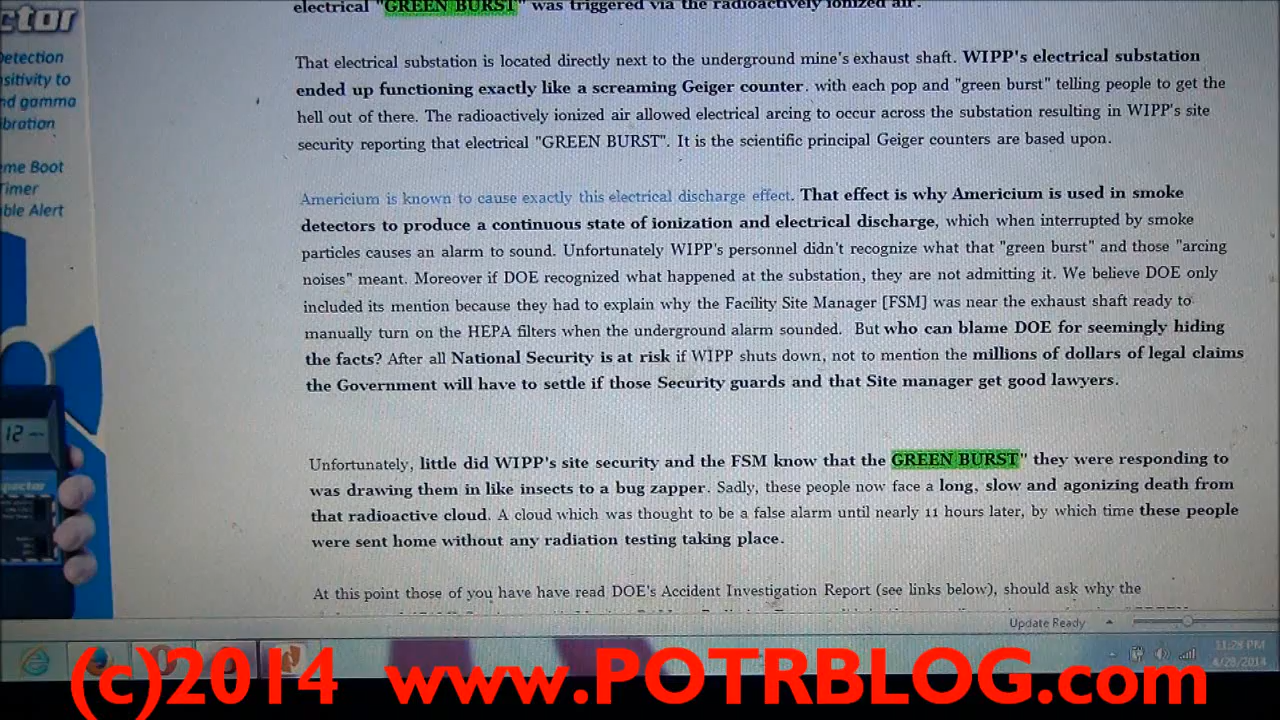 ctor
Detection
sitivity to
nd gamma
bration
me Boot
Timer
ble Alert
12
spector
electrical "GREEN BURST" was triggered via the radioactively ionized air.
That electrical substation is located directly next to the underground mine's exhaust shaft. WIPP's electrical substation
ended up functioning exactly like a screaming Geiger counter. with each pop and "green burst" telling people to get the
hell out of there. The radioactively ionized air allowed electrical arcing to occur across the substation resulting in WIPP's site
security reporting that electrical "GREEN BURST". It is the scientific principal Geiger counters are based upon.
Americium is known to cause exactly this electrical discharge effect. That effect is why Americium is used in smoke
detectors to produce a continuous state of ionization and electrical discharge, which when interrupted by smoke
particles causes an alarm to sound. Unfortunately WIPP's personnel didn't recognize what that "green burst" and those "arcing
noises" meant. Moreover if DOE recognized what happened at the substation, they are not admitting it. We believe DOE only
included its mention because they had to explain why the Facility Site Manager [FSM] was near the exhaust shaft ready to
manually turn on the HEPA filters when the underground alarm sounded. But who can blame DOE for seemingly hiding
the facts? After all National Security is at risk if WIPP shuts down, not to mention the millions of dollars of legal claims
the Government will have to settle if those Security guards and that Site manager get good lawyers.
Unfortunately, little did WIPP's site security and the FSM know that the GREEN BURST" they were responding to
was drawing them in like insects to a bug zapper. Sadly, these people now face a long, slow and agonizing death from
that radioactive cloud. A cloud which was thought to be a false alarm until nearly 11 hours later, by which time these people
were sent home without any radiation testing taking place.
At this point those of you have have read DOE's Accident Investigation Report (see links below), should ask why the
Update Ready
11:28 PM
4/28/2014
(c)2014 www.POTRBLOG.com